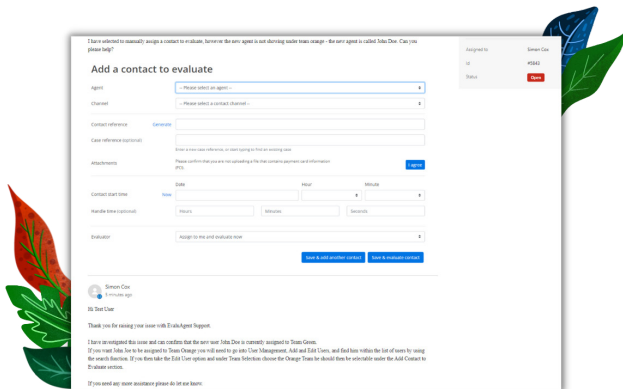 I have selected to manually assign a contact to evaluate, however the new agent is not showing under team orange - the new agent is called John Doe. Can you
please help?
Assigned to Simon Cox
Id #5843
Status Open
Add a contact to evaluate
Agent -- Please select an agent --
Channel -- Please select a contact channel --
Contact reference Generate
Case reference (optional)
Enter a new case reference, or start typing to find an existing case
Attachments Please confirm that you are not uploading a file that contains payment card information
(PCI). I agree
Date Hour Minute
Contact start time Now
Handle time (optional) Hours Minutes Seconds
Evaluator Assign to me and evaluate now
Save & add another contact Save & evaluate contact
Simon Cox
5 minutes ago
Hi Test User
Thank you for raising your issue with EvaluAgent Support.
I have investigated this issue and can confirm that the new user John Doe is currently assigned to Team Green.
If you want John Joe to be assigned to Team Orange you will need to go into User Management, Add and Edit Users, and find him within the list of users by using
the search function. If you then take the Edit User option and under Team Selection choose the Orange Team he should then be selectable under the Add Contact to
Evaluate section.
If you need any more assistance please do let me know.